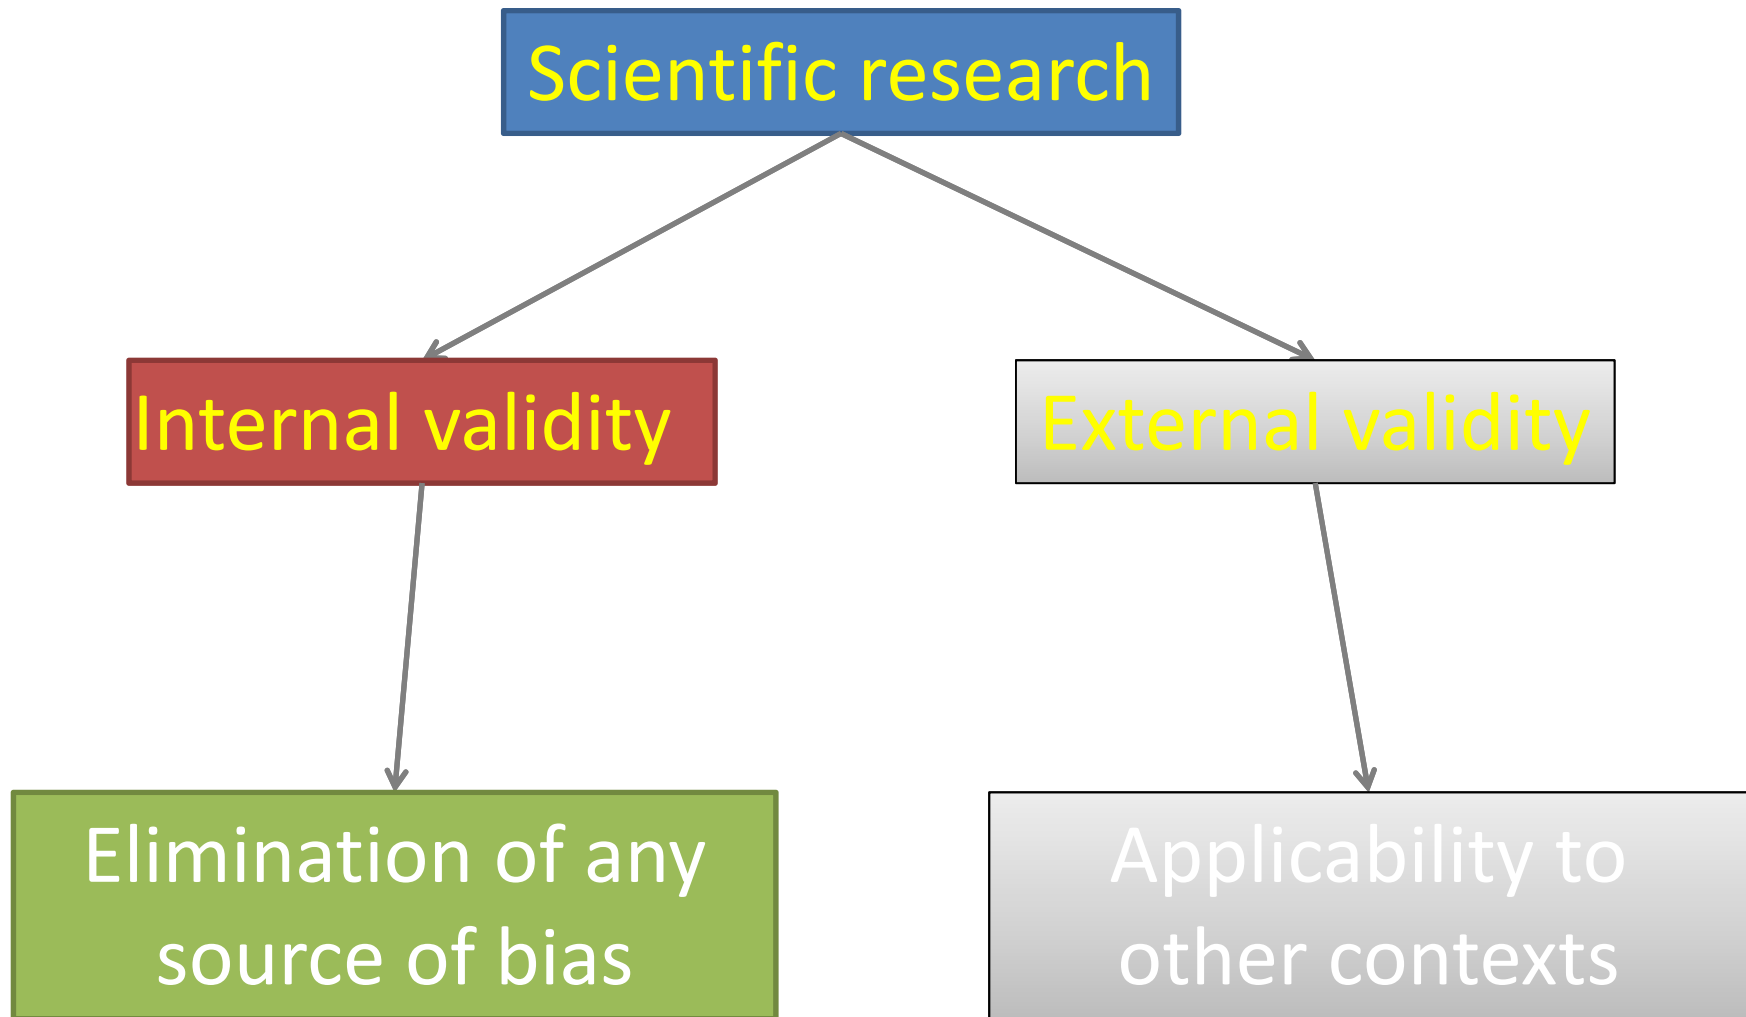 Scientific research
Internal validity
External validity
Elimination of any
source of bias
Applicability to
other contexts